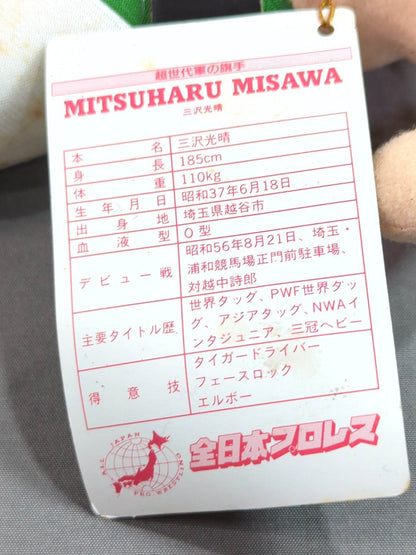 超世代軍の旗手
MITSUHARU MISAWA
三沢光晴
本名 三沢光晴
身長 185cm
体重 110kg
生年月日 昭和37年6月18日
出身地 埼玉県越谷市
血液型 O型
デビュー戦 昭和56年8月21日、埼玉・
浦和競馬場正門前駐車場、
対越中詩郎
主要タイトル歴 世界タッグ、PWF世界タッ
グ、アジアタッグ、NWAイ
ンタジュニア、三冠ヘビー
得意技 タイガードライバー
フェースロック
エルボー
ALL JAPAN PRO-WRESTLING
全日本プロレス